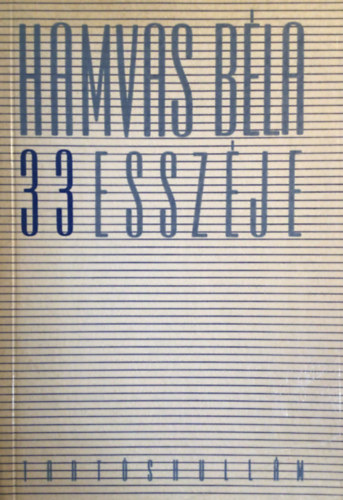 HAMVAS BÉLA
33 ESSZÉJE
TARTÓSHULLÁM